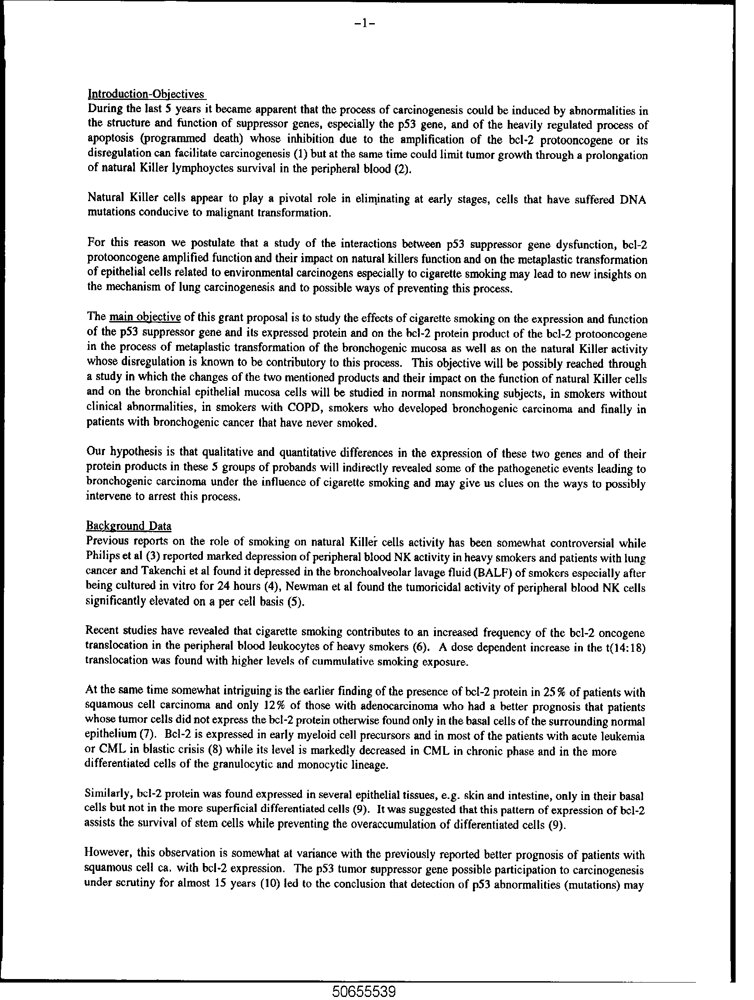 -1-
Introduction-Objectives
During the last 5 years it became apparent that the process of carcinogenesis could be induced by abnormalities in
the structure and function of suppressor genes, especially the p53 gene, and of the heavily regulated process of
apoptosis (programmed death) whose inhibition due to the amplification of the bcl-2 protooncogene or its
disregulation can facilitate carcinogenesis (1) but at the same time could limit tumor growth through a prolongation
of natural Killer lymphoyctes survival in the peripheral blood (2).
Natural Killer cells appear to play a pivotal role in eliminating at early stages, cells that have suffered DNA
mutations conducive to malignant transformation.
For this reason we postulate that a study of the interactions between p53 suppressor gene dysfunction, bcl-2
protooncogene amplified function and their impact on natural killers function and on the metaplastic transformation
of epithelial cells related to environmental carcinogens especially to cigarette smoking may lead to new insights on
the mechanism of lung carcinogenesis and to possible ways of preventing this process.
The main objective of this grant proposal is to study the effects of cigarette smoking on the expression and function
of the p53 suppressor gene and its expressed protein and on the bcl-2 protein product of the bcl-2 protooncogene
in the process of metaplastic transformation of the bronchogenic mucosa as well as on the natural Killer activity
whose disregulation is known to be contributory to this process. This objective will be possibly reached through
a study in which the changes of the two mentioned products and their impact on the function of natural Killer cells
and on the bronchial epithelial mucosa cells will be studied in normal nonsmoking subjects, in smokers without
clinical abnormalities, in smokers with COPD, smokers who developed bronchogenic carcinoma and finally in
patients with bronchogenic cancer that have never smoked.
Our hypothesis is that qualitative and quantitative differences in the expression of these two genes and of their
protein products in these 5 groups of probands will indirectly revealed some of the pathogenetic events leading to
bronchogenic carcinoma under the influence of cigarette smoking and may give us clues on the ways to possibly
intervene to arrest this process.
Background Data
Previous reports on the role of smoking on natural Killer cells activity has been somewhat controversial while
Philips et al (3) reported marked depression of peripheral blood NK activity in heavy smokers and patients with lung
cancer and Takenchi et al found it depressed in the bronchoalveolar lavage fluid (BALF) of smokers especially after
being cultured in vitro for 24 hours (4), Newman et al found the tumoricidal activity of peripheral blood NK cells
significantly elevated on a per cell basis (5).
Recent studies have revealed that cigarette smoking contributes to an increased frequency of the bcl-2 oncogene
translocation in the peripheral blood leukocytes of heavy smokers (6). A dose dependent increase in the t(14:18)
translocation was found with higher levels of cummulative smoking exposure.
At the same time somewhat intriguing is the earlier finding of the presence of bcl-2 protein in 25% of patients with
squamous cell carcinoma and only 12% of those with adenocarcinoma who had a better prognosis that patients
whose tumor cells did not express the bcl-2 protein otherwise found only in the basal cells of the surrounding normal
epithelium (7). Bcl-2 is expressed in early myeloid cell precursors and in most of the patients with acute leukemia
or CML in blastic crisis (8) while its level is markedly decreased in CML in chronic phase and in the more
differentiated cells of the granulocytic and monocytic lineage.
Similarly, bcl-2 protein was found expressed in several epithelial tissues, e.g. skin and intestine, only in their basal
cells but not in the more superficial differentiated cells (9). It was suggested that this pattern of expression of bcl-2
assists the survival of stem cells while preventing the overaccumulation of differentiated cells (9).
However, this observation is somewhat at variance with the previously reported better prognosis of patients with
squamous cell ca. with bcl-2 expression. The p53 tumor suppressor gene possible participation to carcinogenesis
under scrutiny for almost 15 years (10) led to the conclusion that detection of p53 abnormalities (mutations) may
50655539